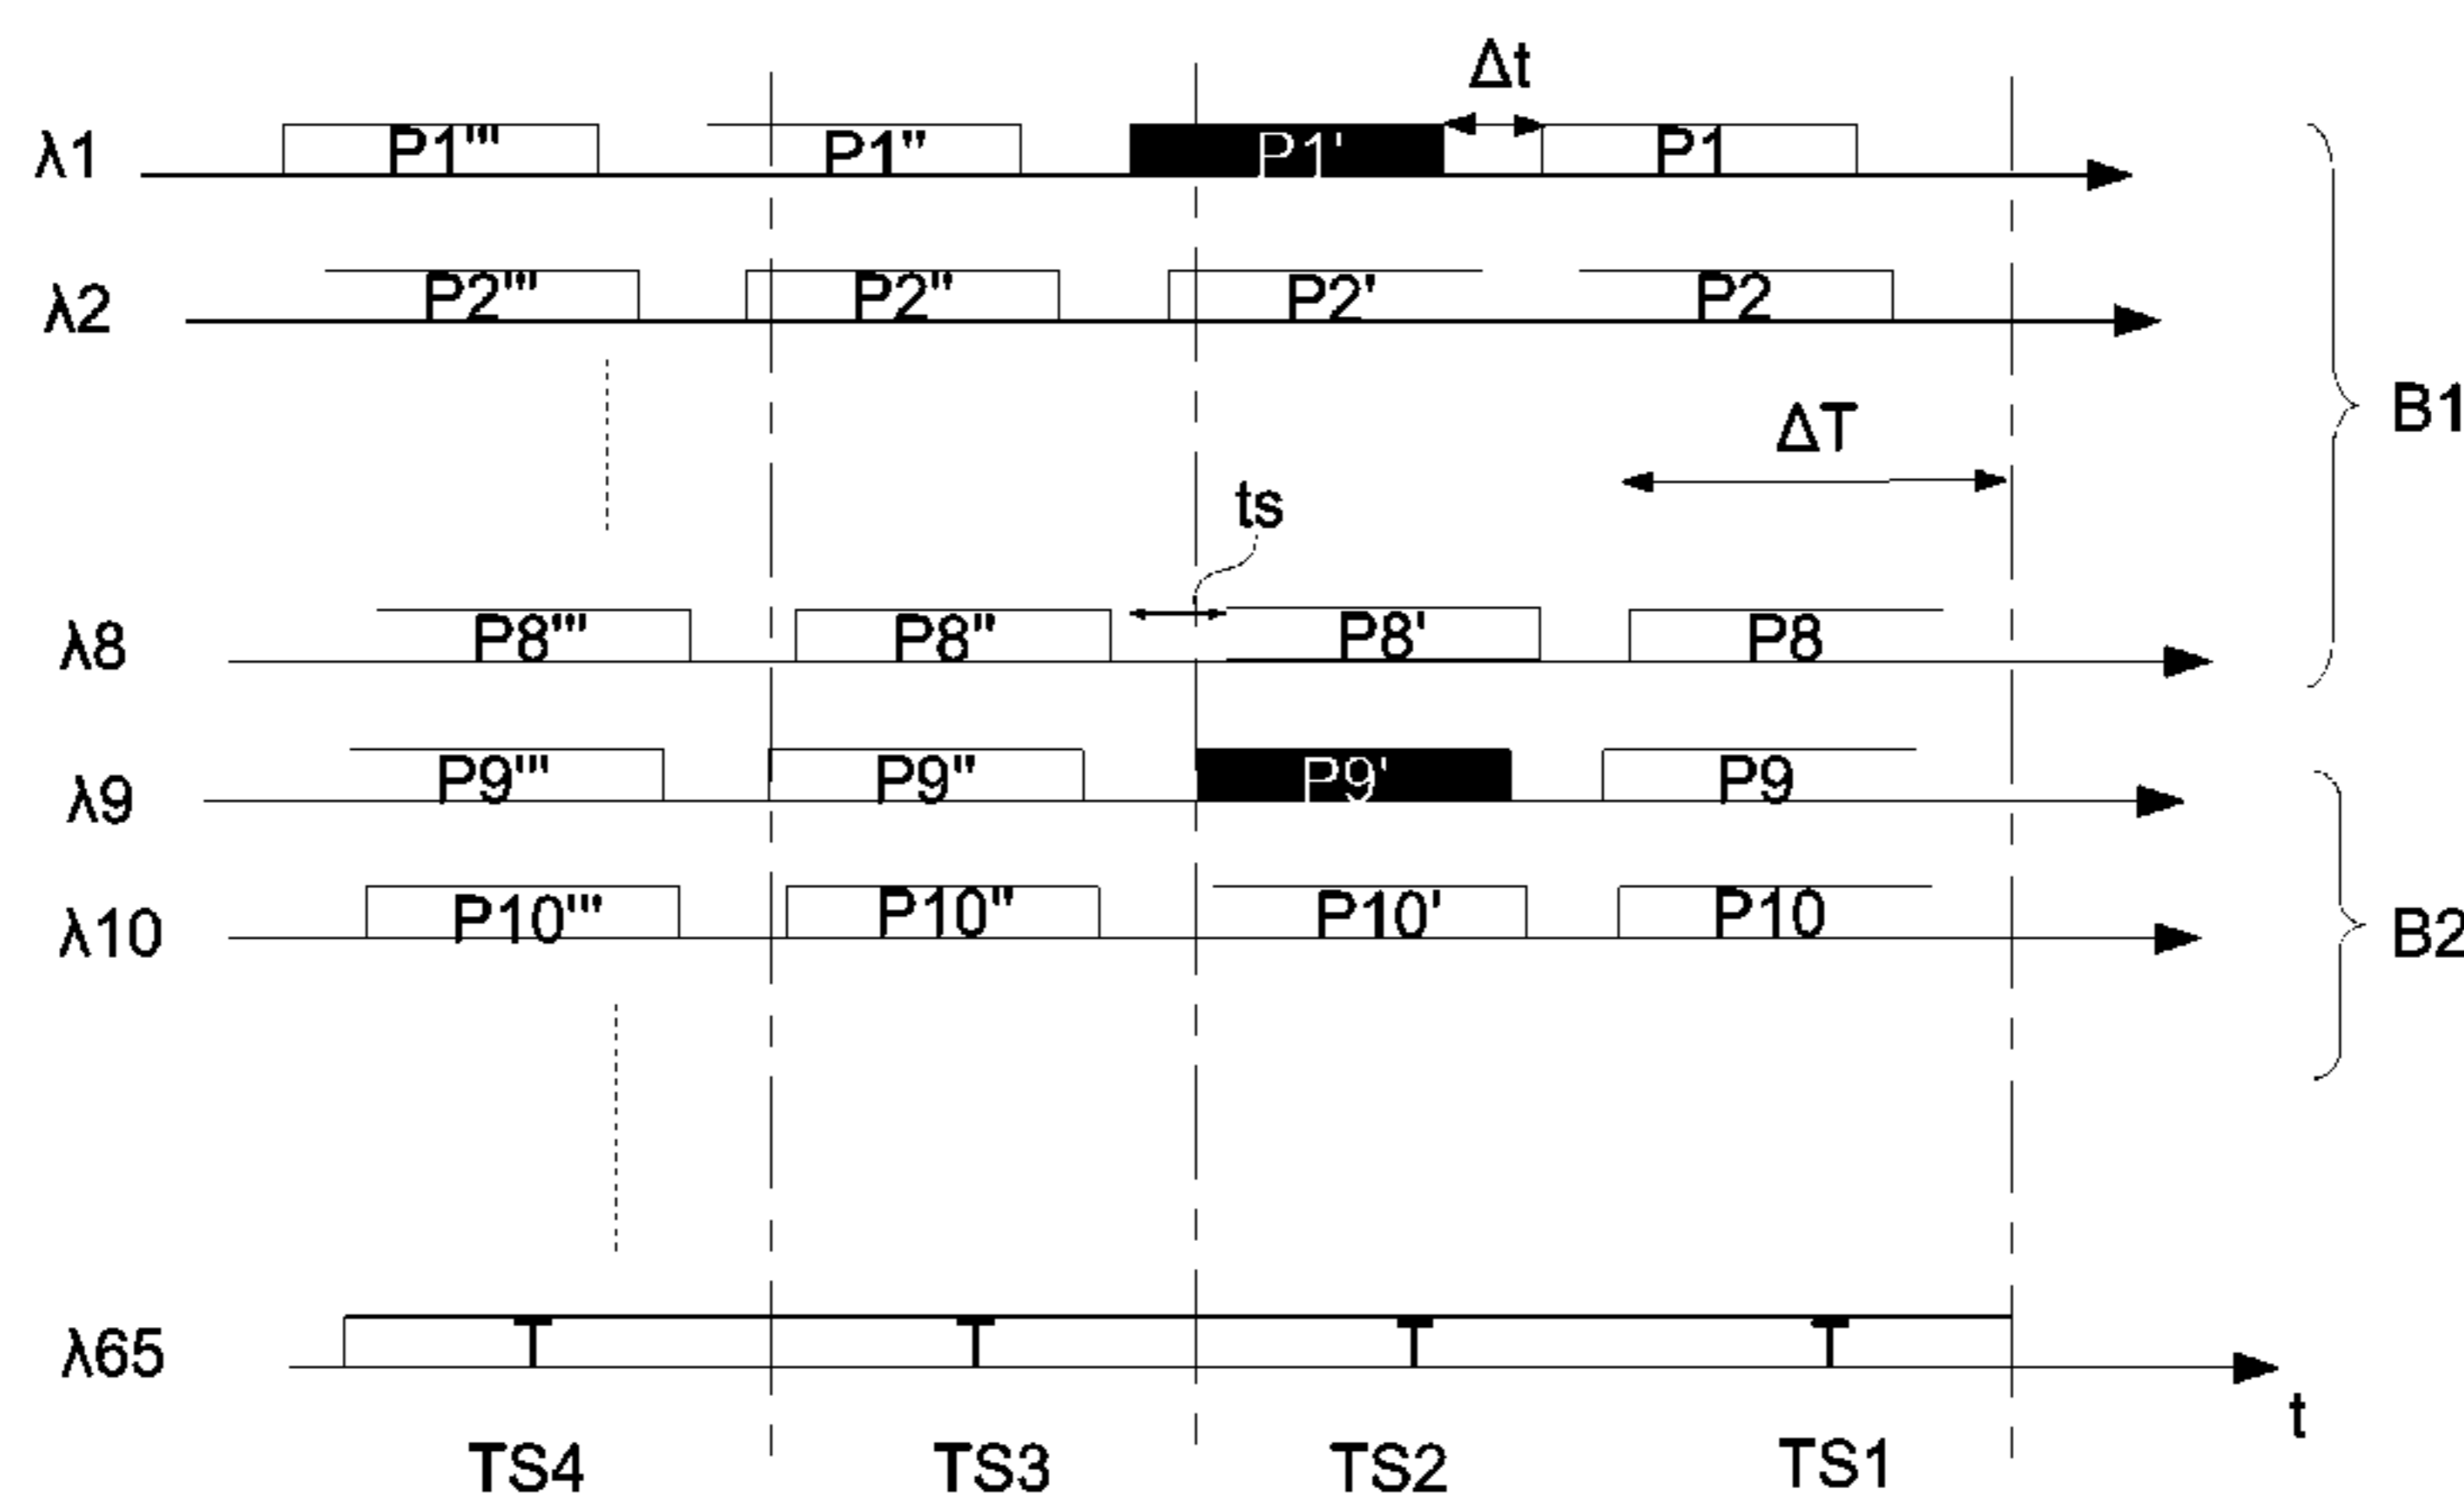 Δt
λ1 P1''' P1'' P1' P1
λ2 P2''' P2'' P2' P2
B1
ΔT
ts
λ8 P8''' P8'' P8' P8
λ9 P9''' P9'' P9' P9
λ10 P10''' P10'' P10' P10
B2
λ65 T T T T
t
TS4 TS3 TS2 TS1